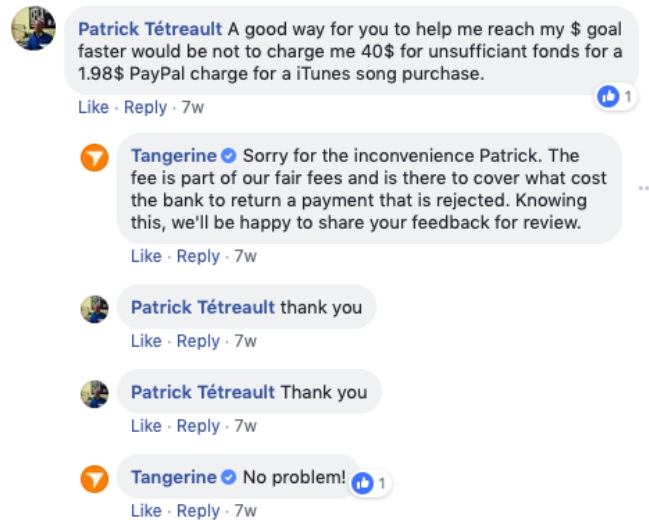 Patrick Tétreault A good way for you to help me reach my $ goal
faster would be not to charge me 40$ for unsufficient fonds for a
1.98$ PayPal charge for a iTunes song purchase.
1
Like · Reply · 7w
Tangerine Sorry for the inconvenience Patrick. The
fee is part of our fair fees and is there to cover what cost
the bank to return a payment that is rejected. Knowing
this, we'll be happy to share your feedback for review.
Like · Reply · 7w
Patrick Tétreault thank you
Like · Reply · 7w
Patrick Tétreault Thank you
Like · Reply · 7w
Tangerine No problem! 1
Like · Reply · 7w